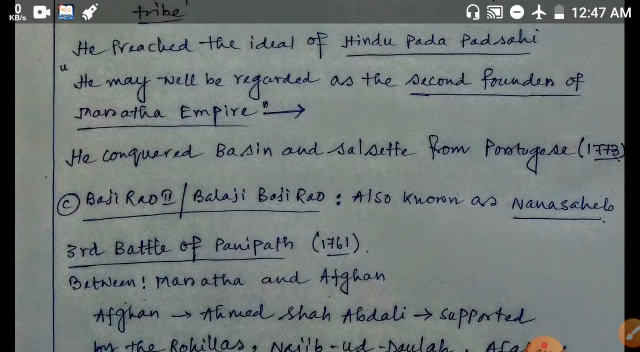 0
KB/s
12:47 AM
tribe'
He Preached the ideal of Hindu Pada Padsahi
"He may well be regarded as the second founder of
Maratha Empire" →
He conquered Basin and Salsette from Portugese (1773)
Ⓒ Baji Rao II / Balaji Baji Rao : Also known as Nanasaheb
3rd Battle of Panipath (1761).
Between: Maratha and Afghan
Afghan → Ahmed Shah Abdali → supported
by the Rohillas, Najib-ud-Daulah,